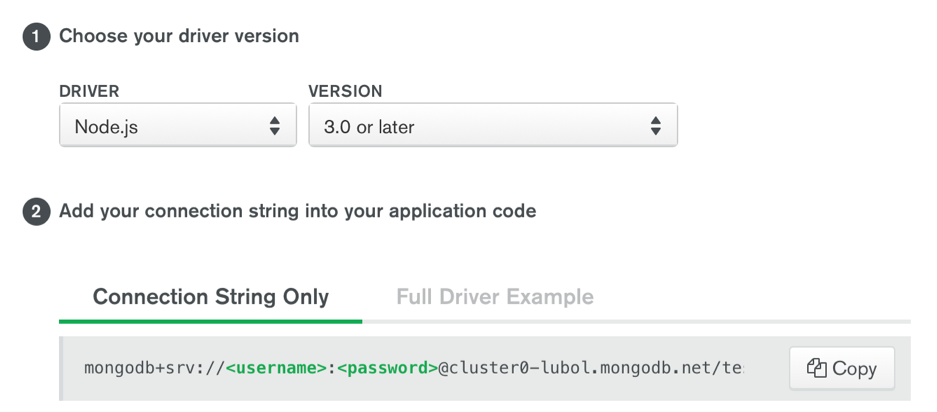 1 Choose your driver version
DRIVER VERSION
Node.js 3.0 or later
2 Add your connection string into your application code
Connection String Only Full Driver Example
mongodb+srv://<username>:<password>@cluster0-lubol.mongodb.net/te Copy